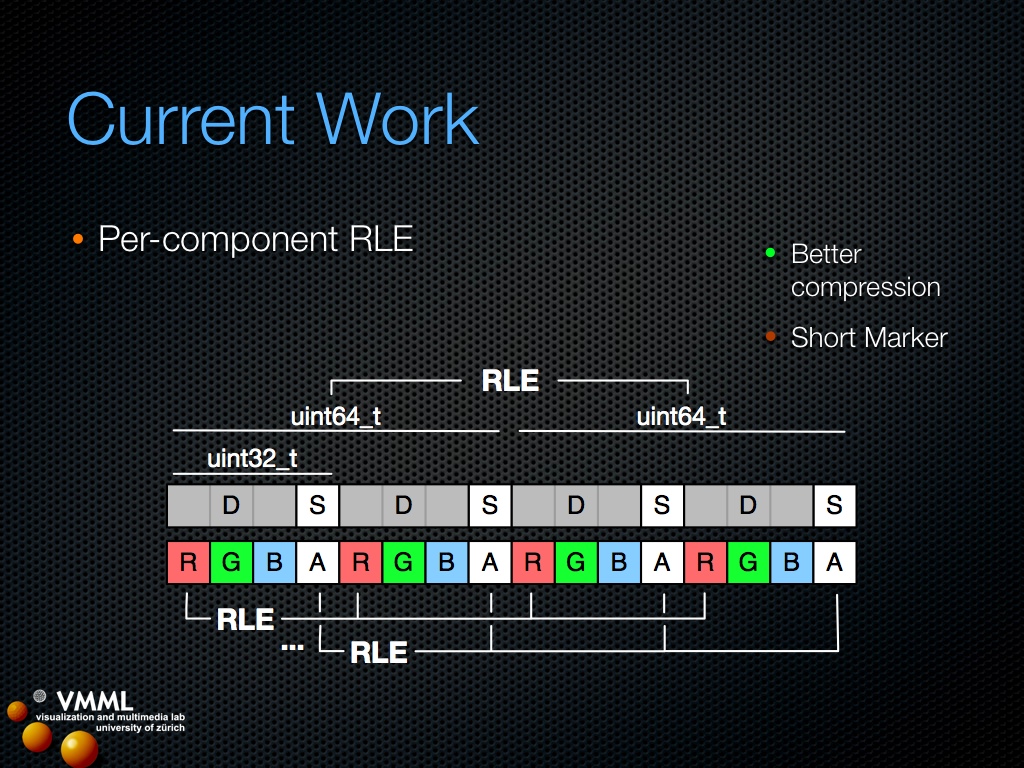 Current Work
• Per-component RLE
• Better
compression
• Short Marker
RLE
uint64_t uint64_t
uint32_t
D S D S D S D S
R G B A R G B A R G B A R G B A
RLE
... RLE
VMML
visualization and multimedia lab
university of zürich